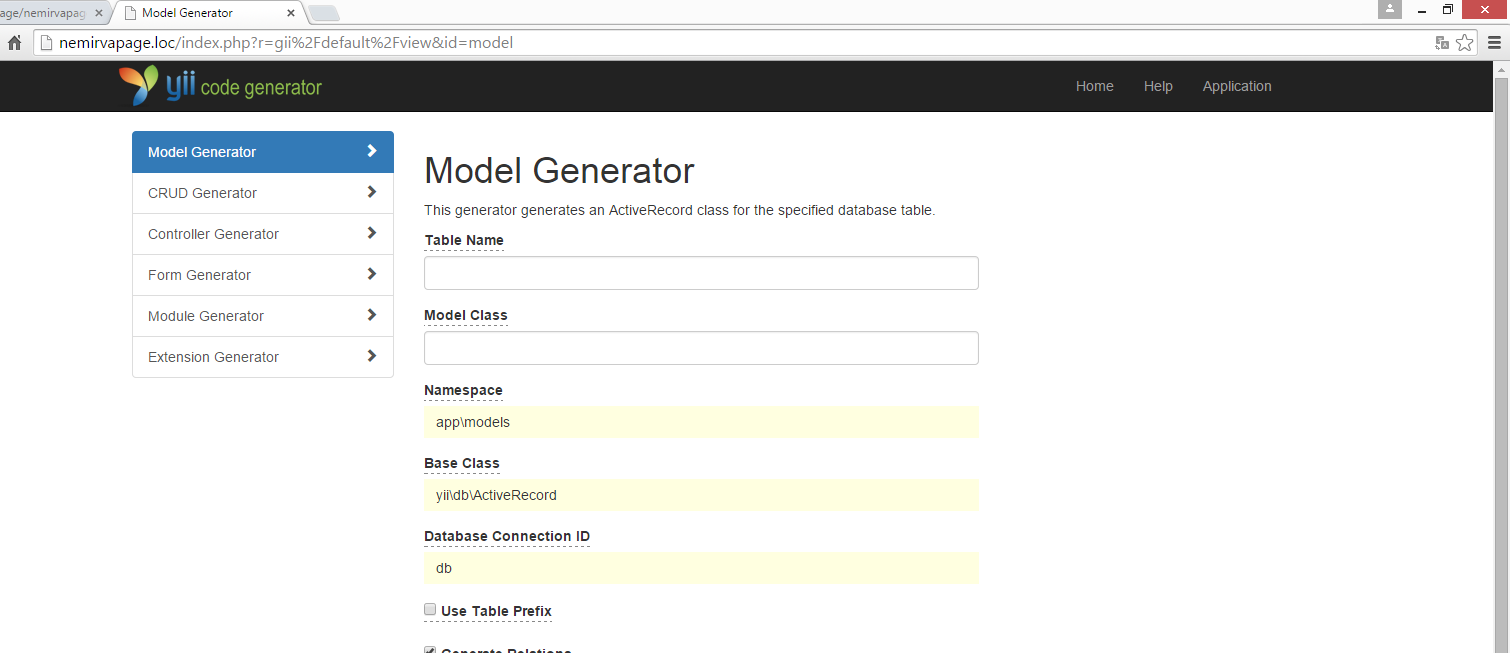 age/nemirvapag
Model Generator
nemirvapage.loc/index.php?r=gii%2Fdefault%2Fview&id=model
yii code generator
Home Help Application
Model Generator
CRUD Generator
Controller Generator
Form Generator
Module Generator
Extension Generator
Model Generator
This generator generates an ActiveRecord class for the specified database table.
Table Name
Model Class
Namespace
app\models
Base Class
yii\db\ActiveRecord
Database Connection ID
db
Use Table Prefix
Generate Relations